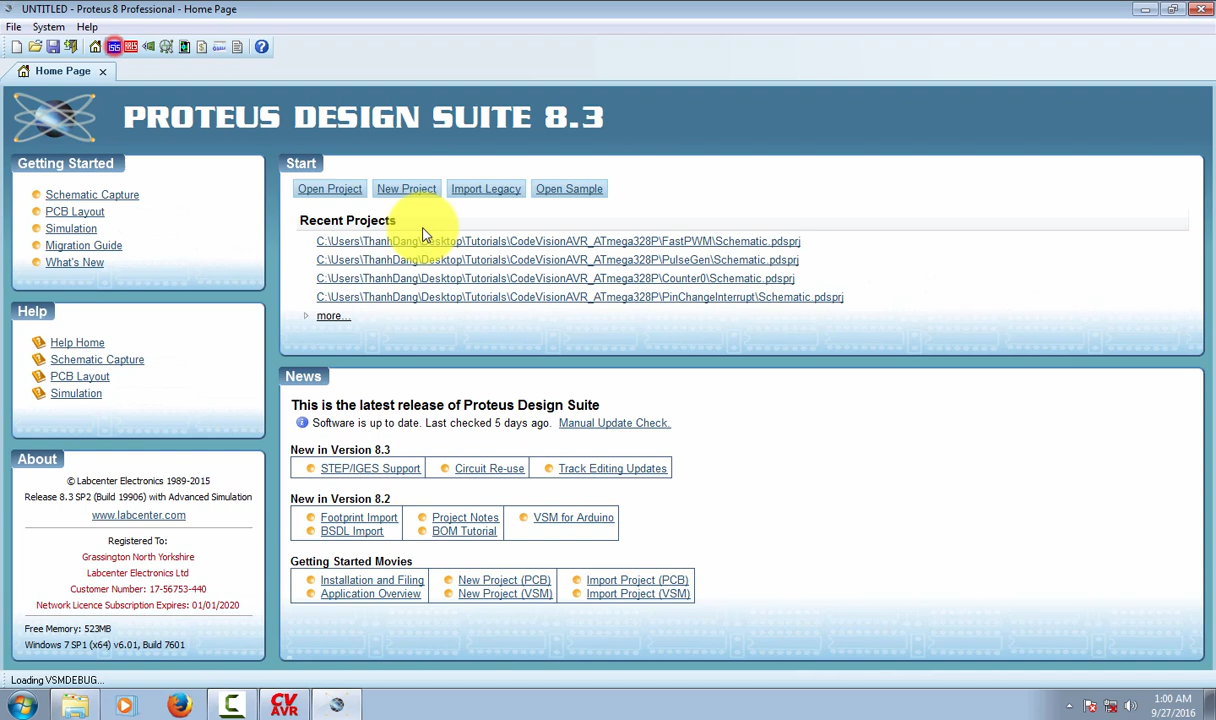 UNTITLED - Proteus 8 Professional - Home Page
File System Help
Home Page
PROTEUS DESIGN SUITE 8.3
Getting Started
Schematic Capture
PCB Layout
Simulation
Migration Guide
What's New
Help
Help Home
Schematic Capture
PCB Layout
Simulation
About
© Labcenter Electronics 1989-2015
Release 8.3 SP2 (Build 19906) with Advanced Simulation
www.labcenter.com
Registered To:
Grassington North Yorkshire
Labcenter Electronics Ltd
Customer Number: 17-56753-440
Network Licence Subscription Expires: 01/01/2020
Free Memory: 523MB
Windows 7 SP1 (x64) v6.01, Build 7601
Start
Open Project New Project Import Legacy Open Sample
Recent Projects
C:\Users\ThanhDang\Desktop\Tutorials\CodeVisionAVR_ATmega328P\FastPWM\Schematic.pdsprj
C:\Users\ThanhDang\Desktop\Tutorials\CodeVisionAVR_ATmega328P\PulseGen\Schematic.pdsprj
C:\Users\ThanhDang\Desktop\Tutorials\CodeVisionAVR_ATmega328P\Counter0\Schematic.pdsprj
C:\Users\ThanhDang\Desktop\Tutorials\CodeVisionAVR_ATmega328P\PinChangeInterrupt\Schematic.pdsprj
more...
News
This is the latest release of Proteus Design Suite
Software is up to date. Last checked 5 days ago. Manual Update Check.
New in Version 8.3
STEP/IGES Support Circuit Re-use Track Editing Updates
New in Version 8.2
Footprint Import Project Notes VSM for Arduino
BSDL Import BOM Tutorial
Getting Started Movies
Installation and Filing New Project (PCB) Import Project (PCB)
Application Overview New Project (VSM) Import Project (VSM)
Loading VSMDEBUG...
CV
AVR
1:00 AM
9/27/2016